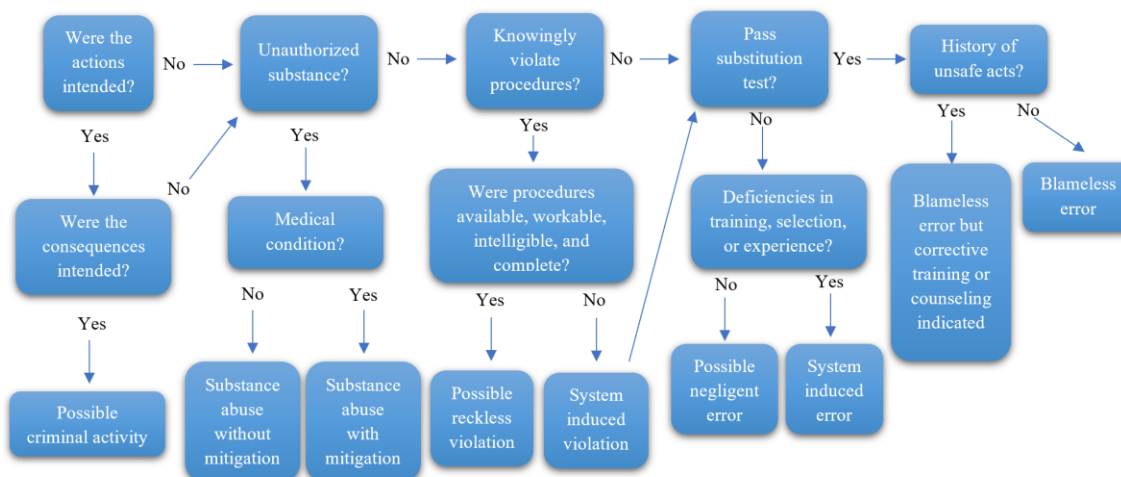 Were the
actions
intended?
No
Unauthorized
substance?
No
Knowingly
violate
procedures?
No
Pass
substitution
test?
Yes
History of
unsafe acts?
Yes
No
Yes
Yes
No
Yes
No
Were the
consequences
intended?
Medical
condition?
Were procedures
available, workable,
intelligible, and
complete?
Deficiencies in
training, selection,
or experience?
Blameless
error but
corrective
training or
counseling
indicated
Blameless
error
Yes
No
Yes
Yes
No
No
Yes
Possible
criminal activity
Substance
abuse
without
mitigation
Substance
abuse
with
mitigation
Possible
reckless
violation
System
induced
violation
Possible
negligent
error
System
induced
error